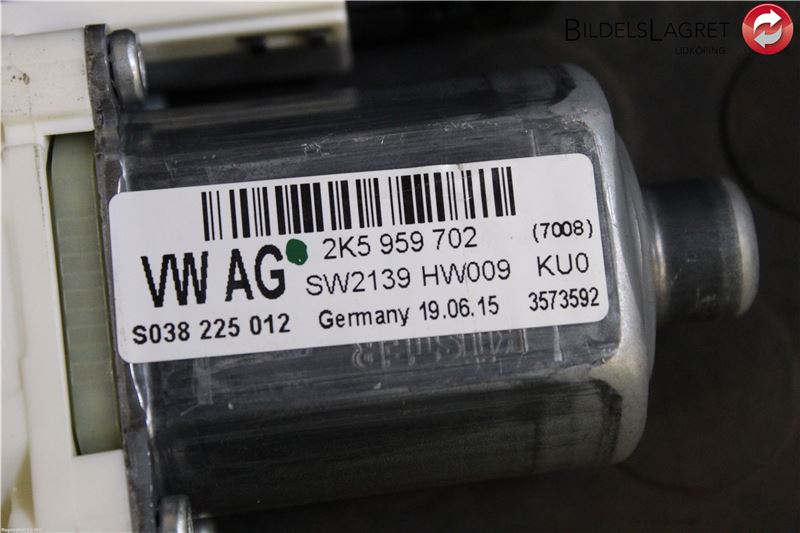 BILDELSLAGRET
LIDKÖPING
VW AG
2K5 959 702
(7008)
SW2139 HW009 KU0
S038 225 012
Germany 19.06.15
3573592
KÜSTER